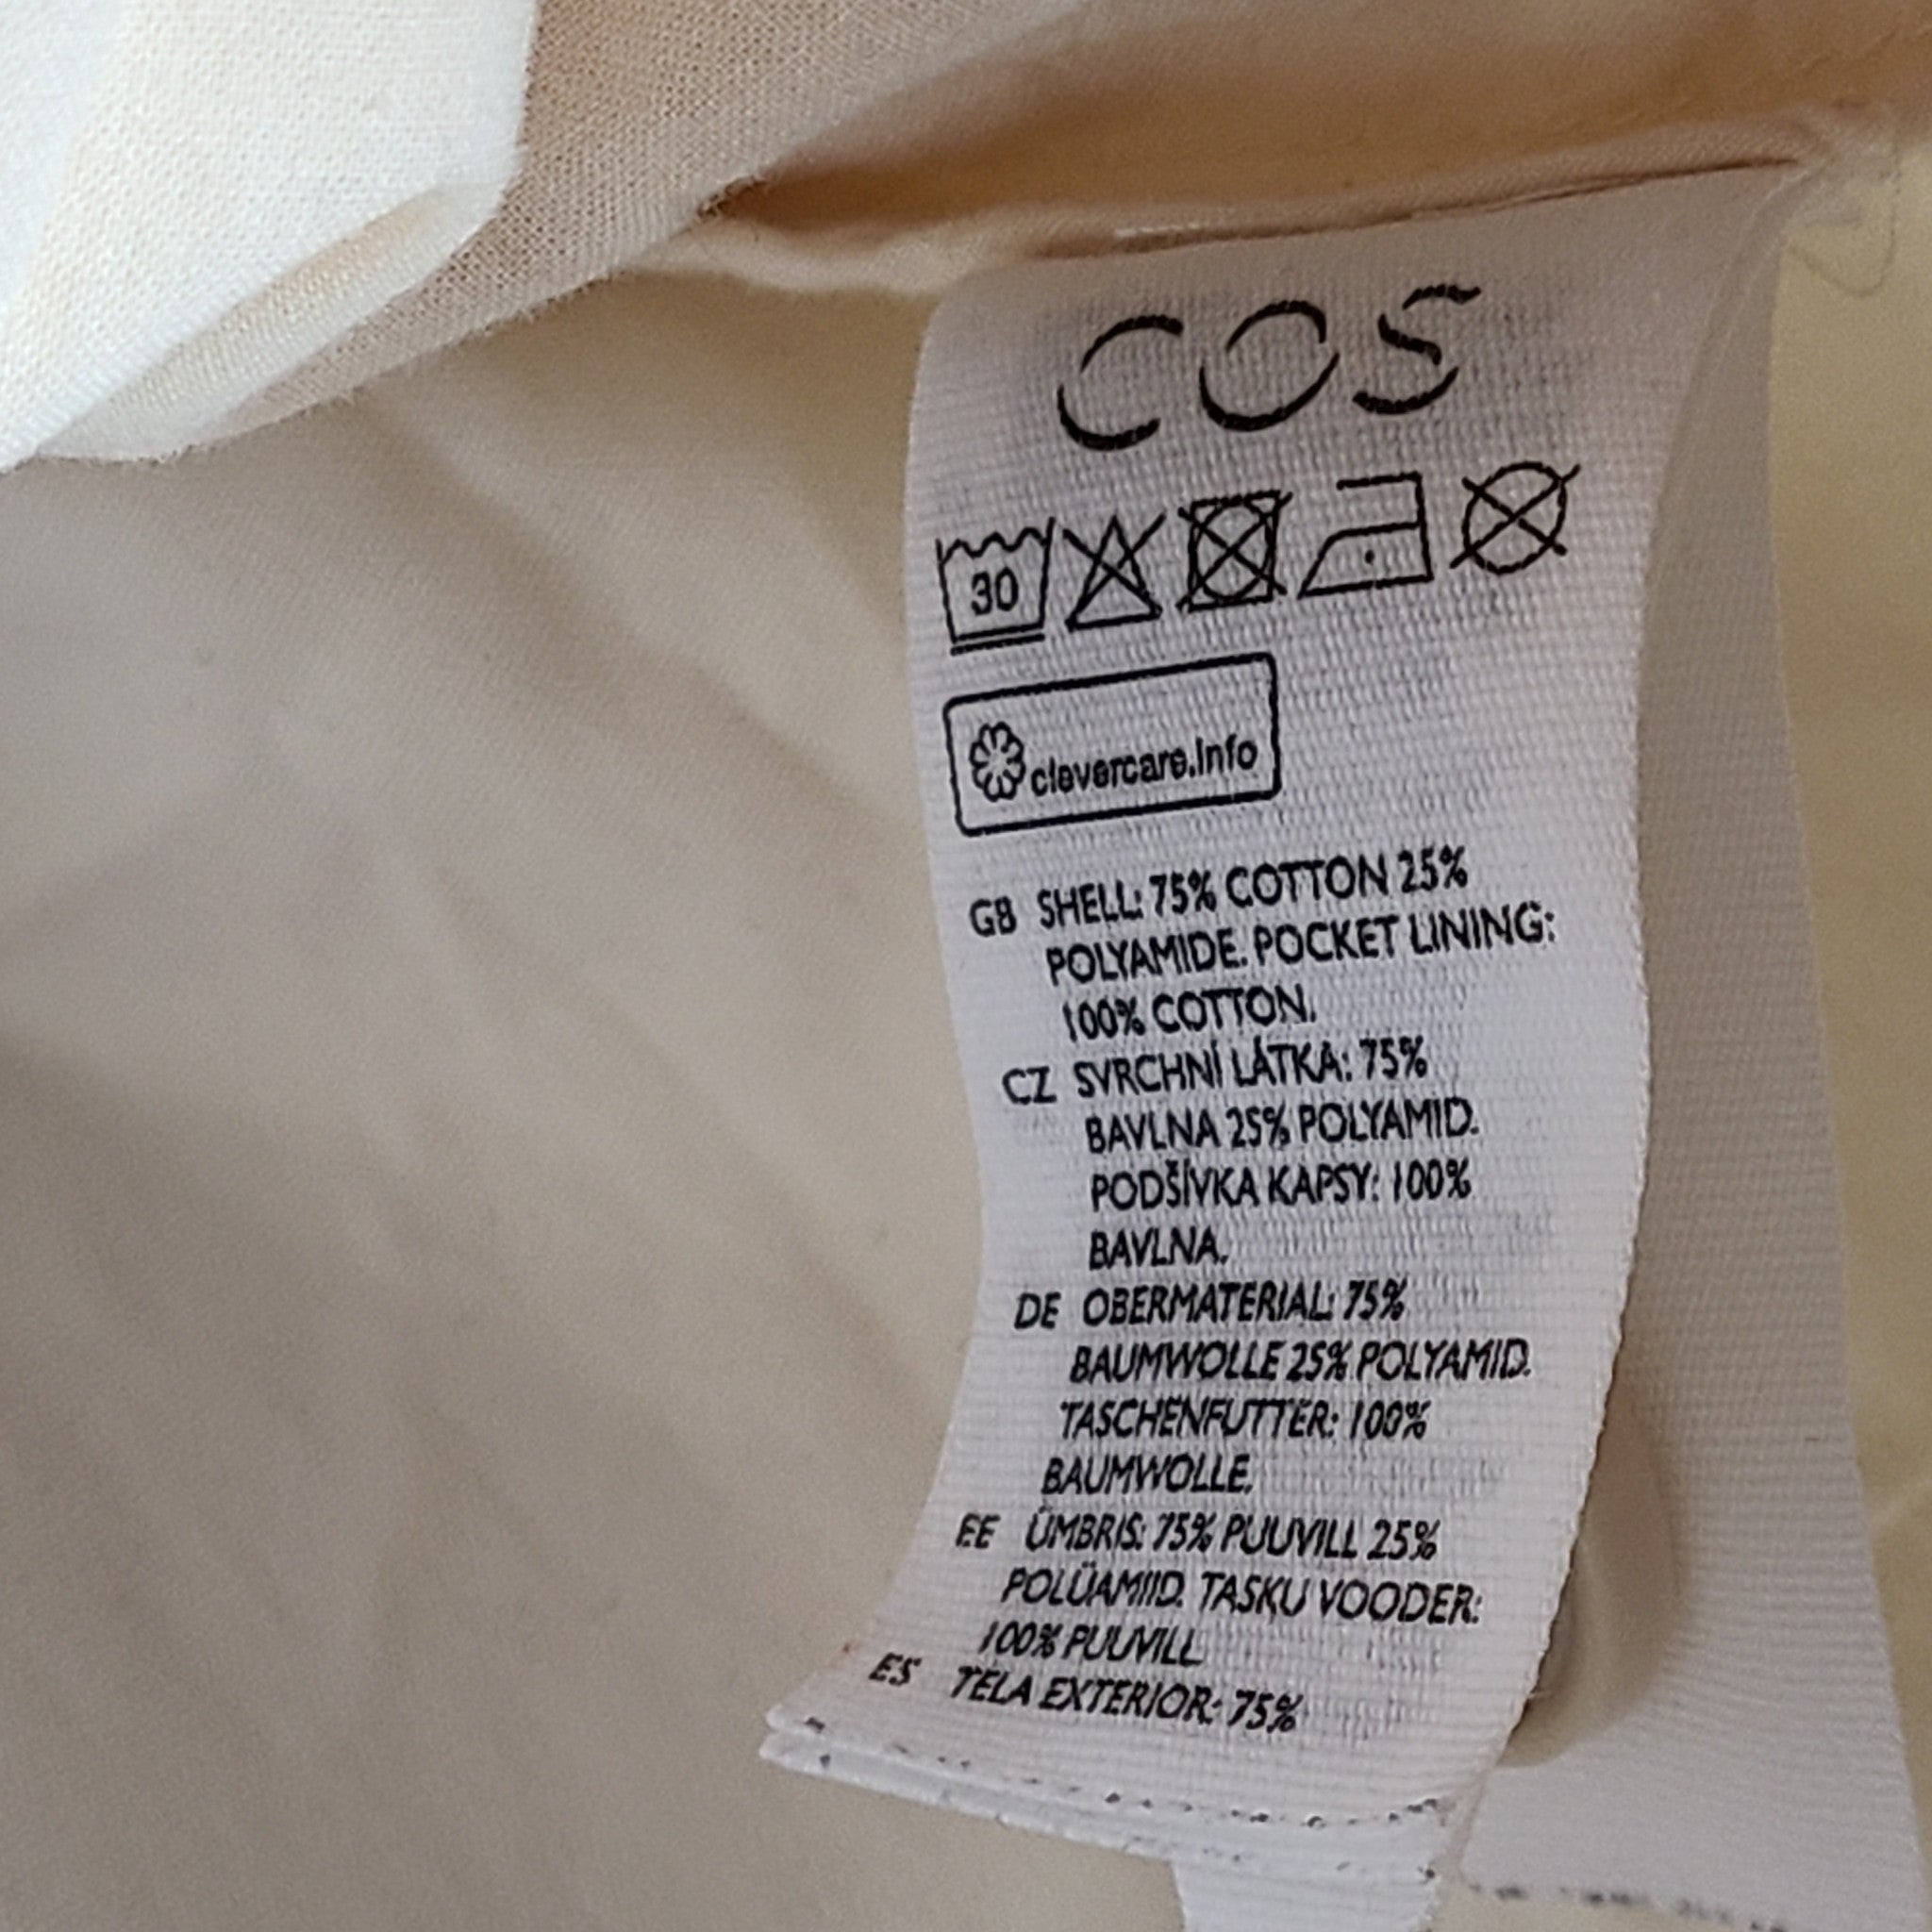 COS
30
clevercare.info
GB SHELL: 75% COTTON 25%
POLYAMIDE. POCKET LINING:
100% COTTON.
CZ SVRCHNÍ LÁTKA: 75%
BAVLNA 25% POLYAMID.
PODŠÍVKA KAPSY: 100%
BAVLNA.
DE OBERMATERIAL: 75%
BAUMWOLLE 25% POLYAMID.
TASCHENFUTTER: 100%
BAUMWOLLE.
EE ÜMBRIS: 75% PUUVILL 25%
POLÜAMIID. TASKU VOODER:
100% PUUVILL
ES TELA EXTERIOR: 75%